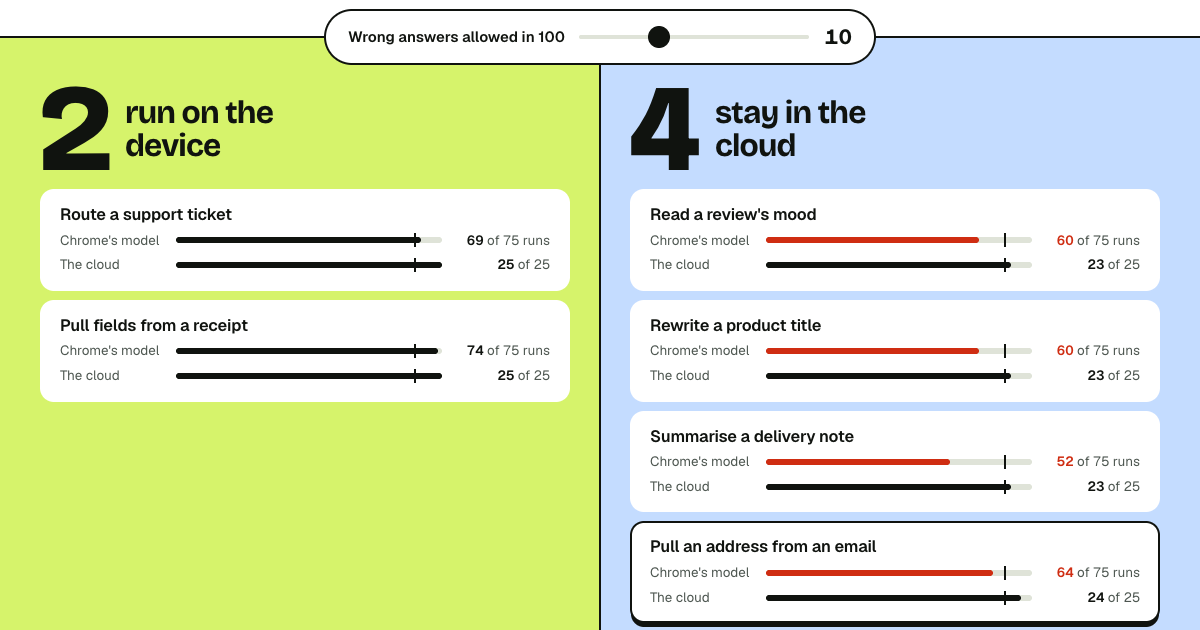 Wrong answers allowed in 100 10
2 run on the
device
Route a support ticket
Chrome's model 69 of 75 runs
The cloud 25 of 25
Pull fields from a receipt
Chrome's model 74 of 75 runs
The cloud 25 of 25
4 stay in the
cloud
Read a review's mood
Chrome's model 60 of 75 runs
The cloud 23 of 25
Rewrite a product title
Chrome's model 60 of 75 runs
The cloud 23 of 25
Summarise a delivery note
Chrome's model 52 of 75 runs
The cloud 23 of 25
Pull an address from an email
Chrome's model 64 of 75 runs
The cloud 24 of 25